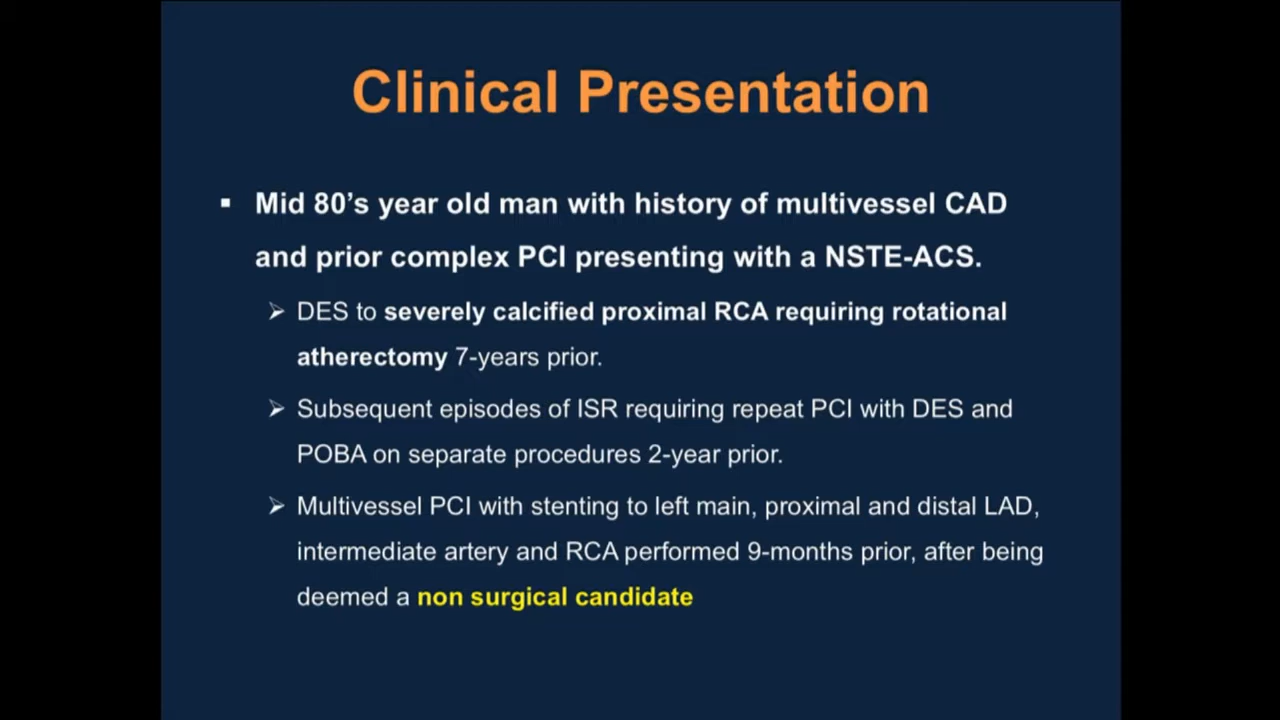 Clinical Presentation
▪ Mid 80’s year old man with history of multivessel CAD
and prior complex PCI presenting with a NSTE-ACS.
➢ DES to severely calcified proximal RCA requiring rotational
atherectomy 7-years prior.
➢ Subsequent episodes of ISR requiring repeat PCI with DES and
POBA on separate procedures 2-year prior.
➢ Multivessel PCI with stenting to left main, proximal and distal LAD,
intermediate artery and RCA performed 9-months prior, after being
deemed a non surgical candidate